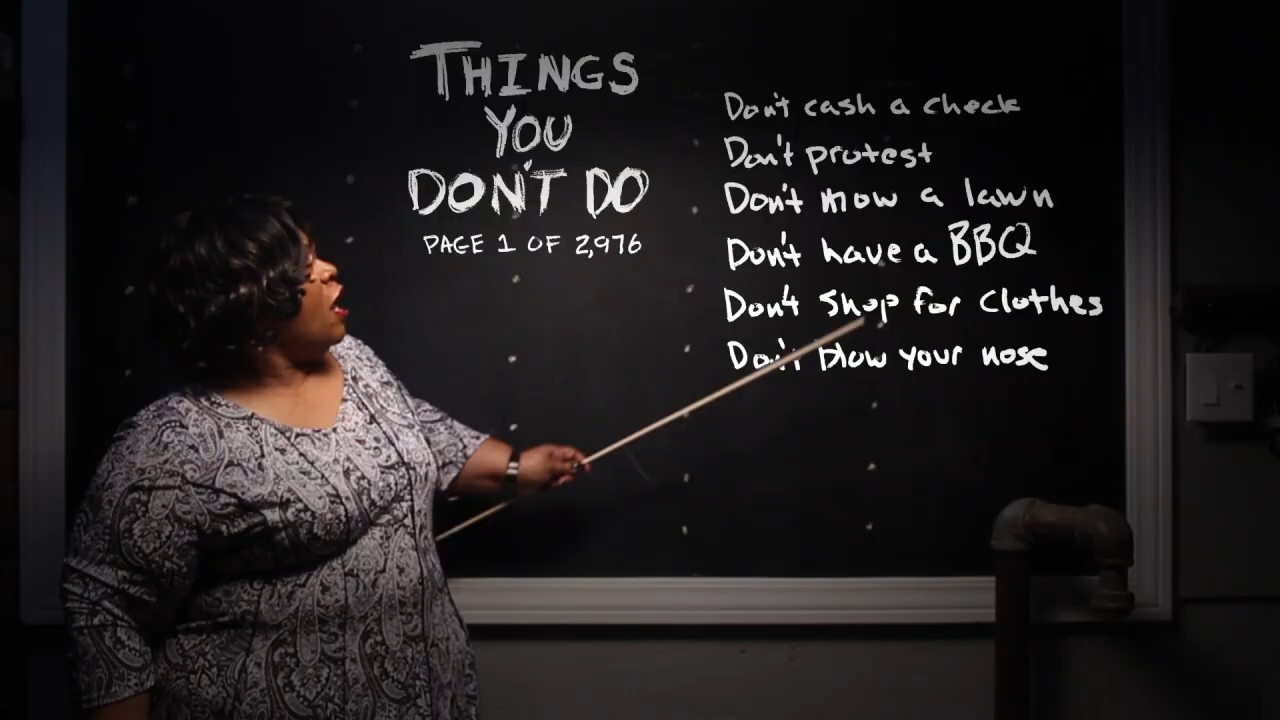 THINGS
YOU
DON'T DO
PAGE 1 OF 2,976
Don't cash a check
Don't protest
Don't mow a lawn
Don't have a BBQ
Don't Shop for Clothes
Don't blow your nose